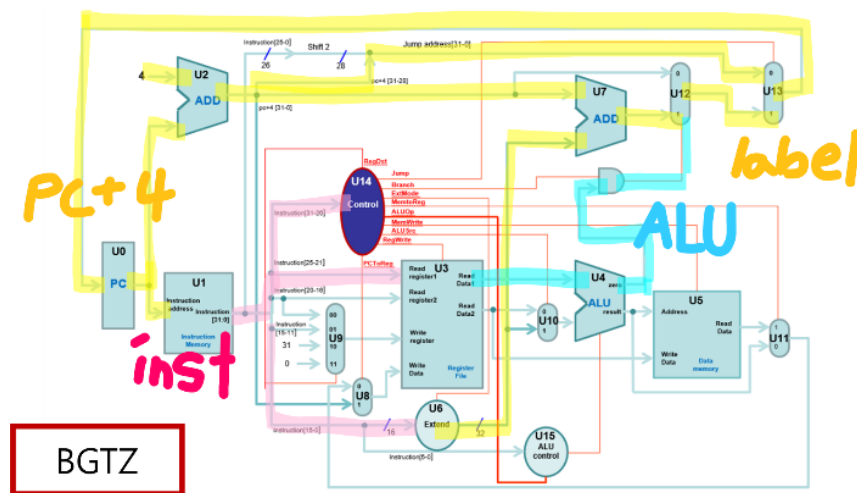 Instruction[25-0]
Shift 2
Jump address[31-0]
26
28
U2
4
ADD
pc+4 [31-28]
pc+4 [31-0]
U7
ADD
0
U12
1
0
U13
1
PC+4
label
RegDst
U14
Control
Jump
Branch
ExtMode
MemtoReg
ALUOp
MemWrite
ALUSrc
RegWrite
PCToReg
Instruction[31-26]
ALU
U0
PC
U1
Instruction
address
Instruction
[31:0]
Instruction
Memory
inst
Instruction[25-21]
Instruction[20-16]
Instruction
[15-11]
31
0
00
01
U9
10
11
0
U8
1
U3
Read
register1
Read
register2
Write
register
Write
Data
Read
Data1
Read
Data2
Register
File
0
U10
1
U4
zero
ALU
result
U5
Address
Read
Data
Write
Data
Data
memory
1
U11
0
Instruction[15-0]
16
U6
Extend
32
Instruction[5-0]
U15
ALU
control
BGTZ